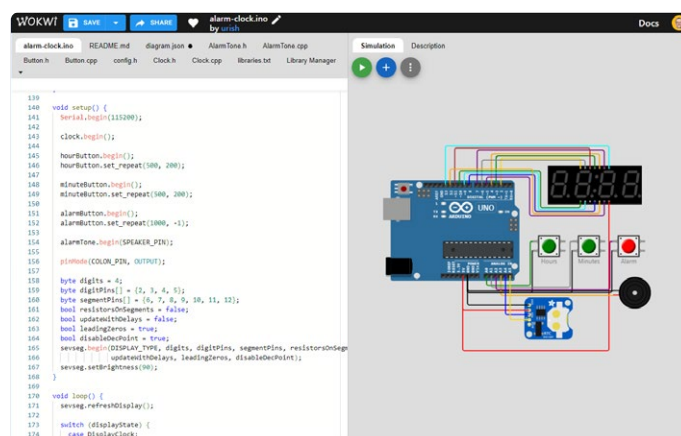 WOKWI
SAVE
SHARE
alarm-clock.ino
by urish
Docs
alarm-clock.ino README.md diagram.json AlarmTone.h AlarmTone.cpp
Button.h Button.cpp config.h Clock.h Clock.cpp libraries.txt Library Manager
Simulation Description
139
140 void setup() {
141 Serial.begin(115200);
142
143 clock.begin();
144
145 hourButton.begin();
146 hourButton.set_repeat(500, 200);
147
148 minuteButton.begin();
149 minuteButton.set_repeat(500, 200);
150
151 alarmButton.begin();
152 alarmButton.set_repeat(1000, -1);
153
154 alarmTone.begin(SPEAKER_PIN);
155
156 pinMode(COLON_PIN, OUTPUT);
157
158 byte digits = 4;
159 byte digitPins[] = {2, 3, 4, 5};
160 byte segmentPins[] = {6, 7, 8, 9, 10, 11, 12};
161 bool resistorsOnSegments = false;
162 bool updateWithDelays = false;
163 bool leadingZeros = true;
164 bool disableDecPoint = true;
165 sevseg.begin(DISPLAY_TYPE, digits, digitPins, segmentPins, resistorsOnSegm
166 updateWithDelays, leadingZeros, disableDecPoint);
167 sevseg.setBrightness(90);
168 }
169
170 void loop() {
171 sevseg.refreshDisplay();
172
173 switch (displayState) {
174 case DisplayClock:
UNO
ARDUINO
Hours Minutes Alarm